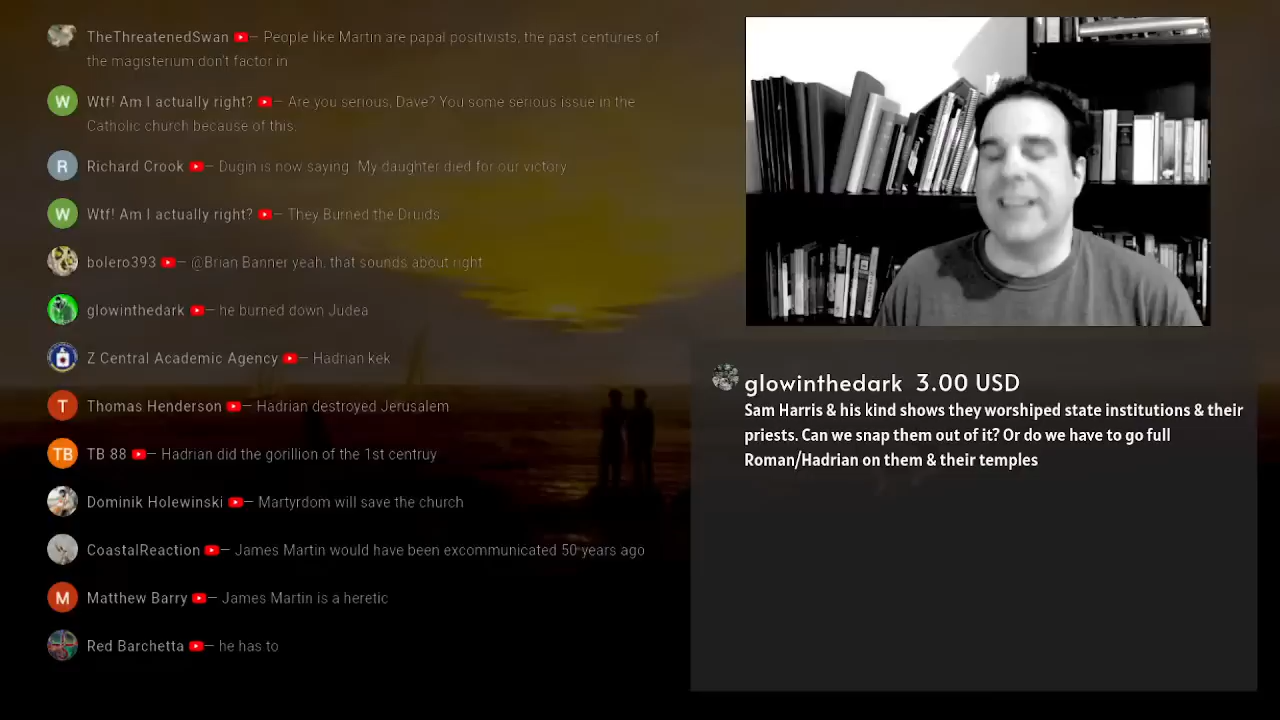 TheThreatenedSwan — People like Martin are papal positivists, the past centuries of
the magisterium don't factor in
W Wtf! Am I actually right? — Are you serious, Dave? You some serious issue in the
Catholic church because of this.
R Richard Crook — Dugin is now saying 'My daughter died for our victory'
W Wtf! Am I actually right? — They Burned the Druids
bolero393 — @Brian Banner yeah, that sounds about right
glowinthedark — he burned down Judea
Z Central Academic Agency — Hadrian kek
T Thomas Henderson — Hadrian destroyed Jerusalem
TB TB 88 — Hadrian did the gorillion of the 1st centruy
Dominik Holewinski — Martyrdom will save the church
CoastalReaction — James Martin would have been excommunicated 50 years ago
M Matthew Barry — James Martin is a heretic
Red Barchetta — he has to
glowinthedark 3.00 USD
Sam Harris & his kind shows they worshiped state institutions & their
priests. Can we snap them out of it? Or do we have to go full
Roman/Hadrian on them & their temples